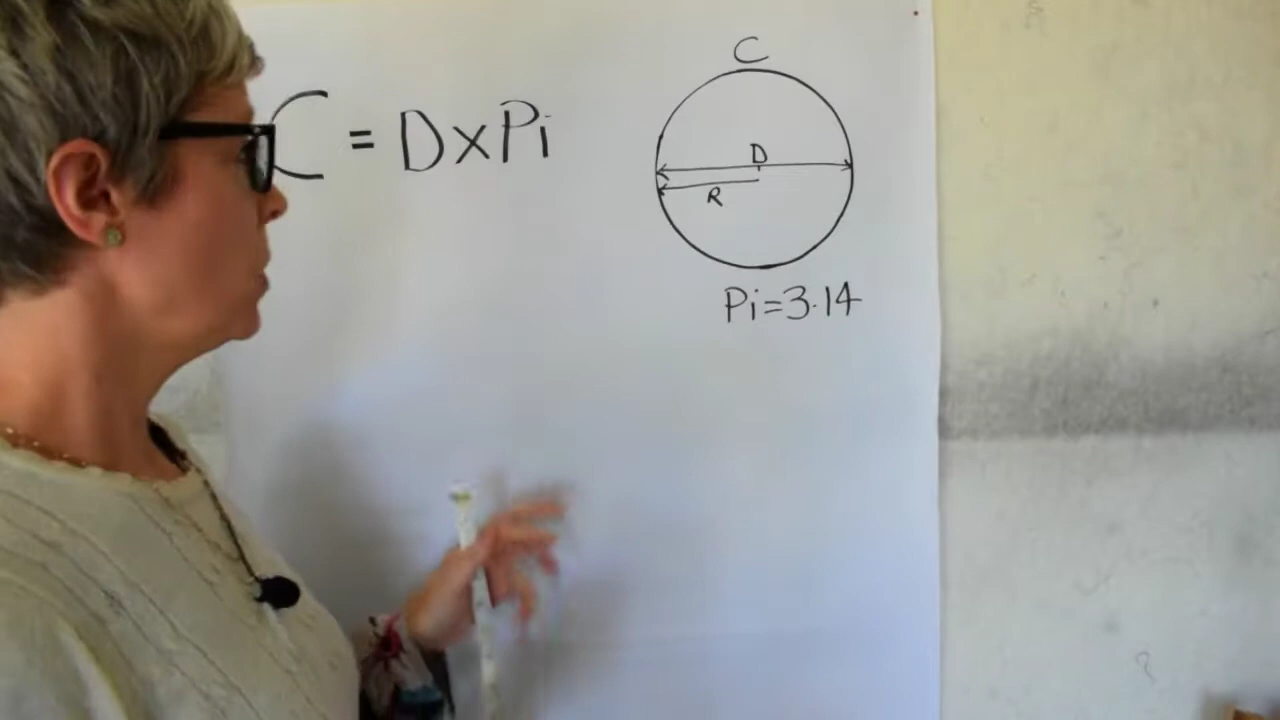 C = D x Pi
C
D
R
Pi=3.14